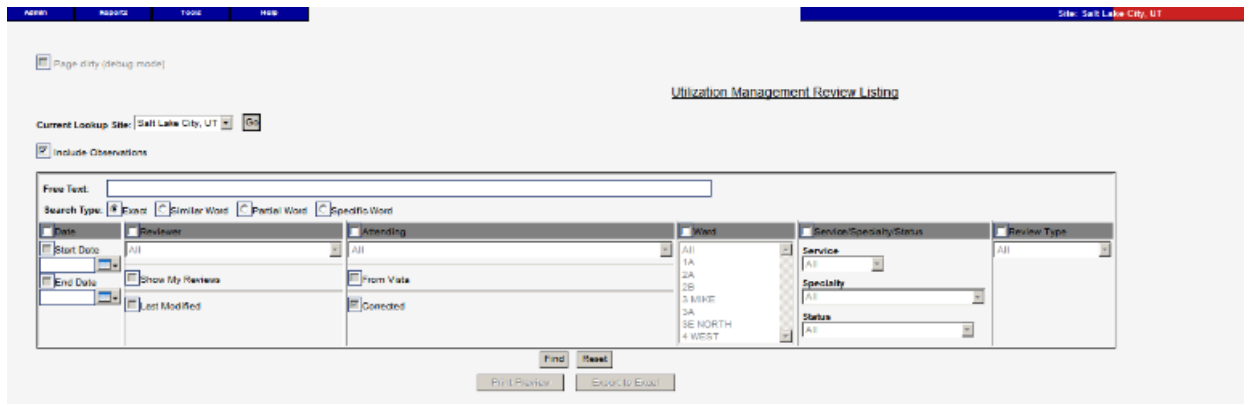 Admin Reports Tools Help Site: Salt Lake City, UT
Page dirty (debug mode)
Utilization Management Review Listing
Current Lookup Site: Salt Lake City, UT Go
Include Observations
Free Text:
Search Type: Exact Similar Word Partial Word Specific Word
Date Reviewer Attending Ward Service/Specialty/Status Review Type
Start Date All All All Service All
1A All
End Date Show My Reviews From Vista 2A Specialty
2B All
Last Modified Corrected 3 MIKE Status
3A All
3E NORTH
4 WEST
Find Reset
Print Preview Export to Excel